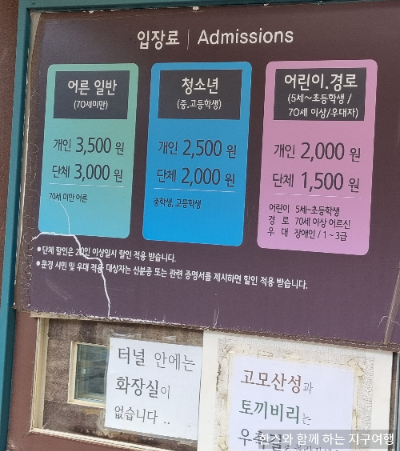 입장료 | Admissions
어른 일반
(70세미만)
개인 3,500 원
단체 3,000 원
70세 미만 어른
청소년
(중.고등학생)
개인 2,500 원
단체 2,000 원
중학생, 고등학생
어린이.경로
(5세~초등학생 /
70세 이상/우대자)
개인 2,000 원
단체 1,500 원
어린이 5세~초등학생
경 로 70세 이상 어르신
우 대 장애인 / 1~3급
•단체 할인은 20인 이상일시 할인 적용 받습니다.
•문경 시민 및 우대 적용 대상자는 신분증 또는 관련 증명서를 제시하면 할인 적용 받습니다.
터널 안에는
화장실이
없습니다..
고모산성과
토끼비리는
한스와 함께 하는 지구여행